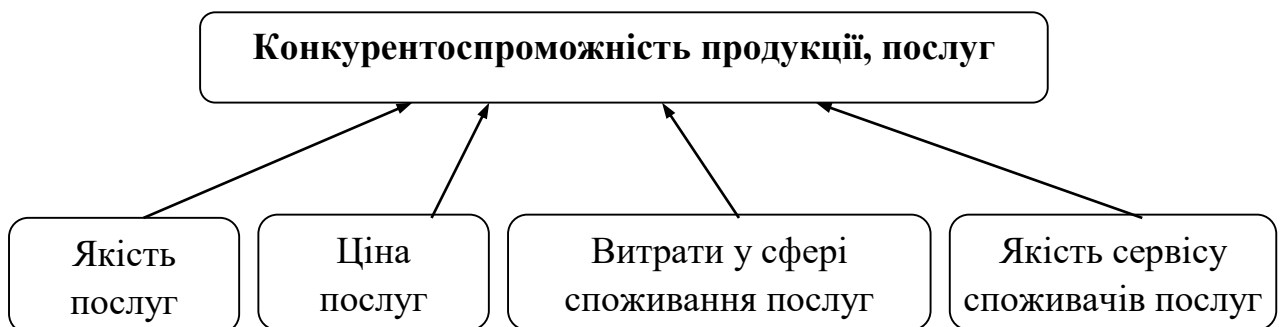 Конкурентоспроможність продукції, послуг
Якість
послуг
Ціна
послуг
Витрати у сфері
споживання послуг
Якість сервісу
споживачів послуг